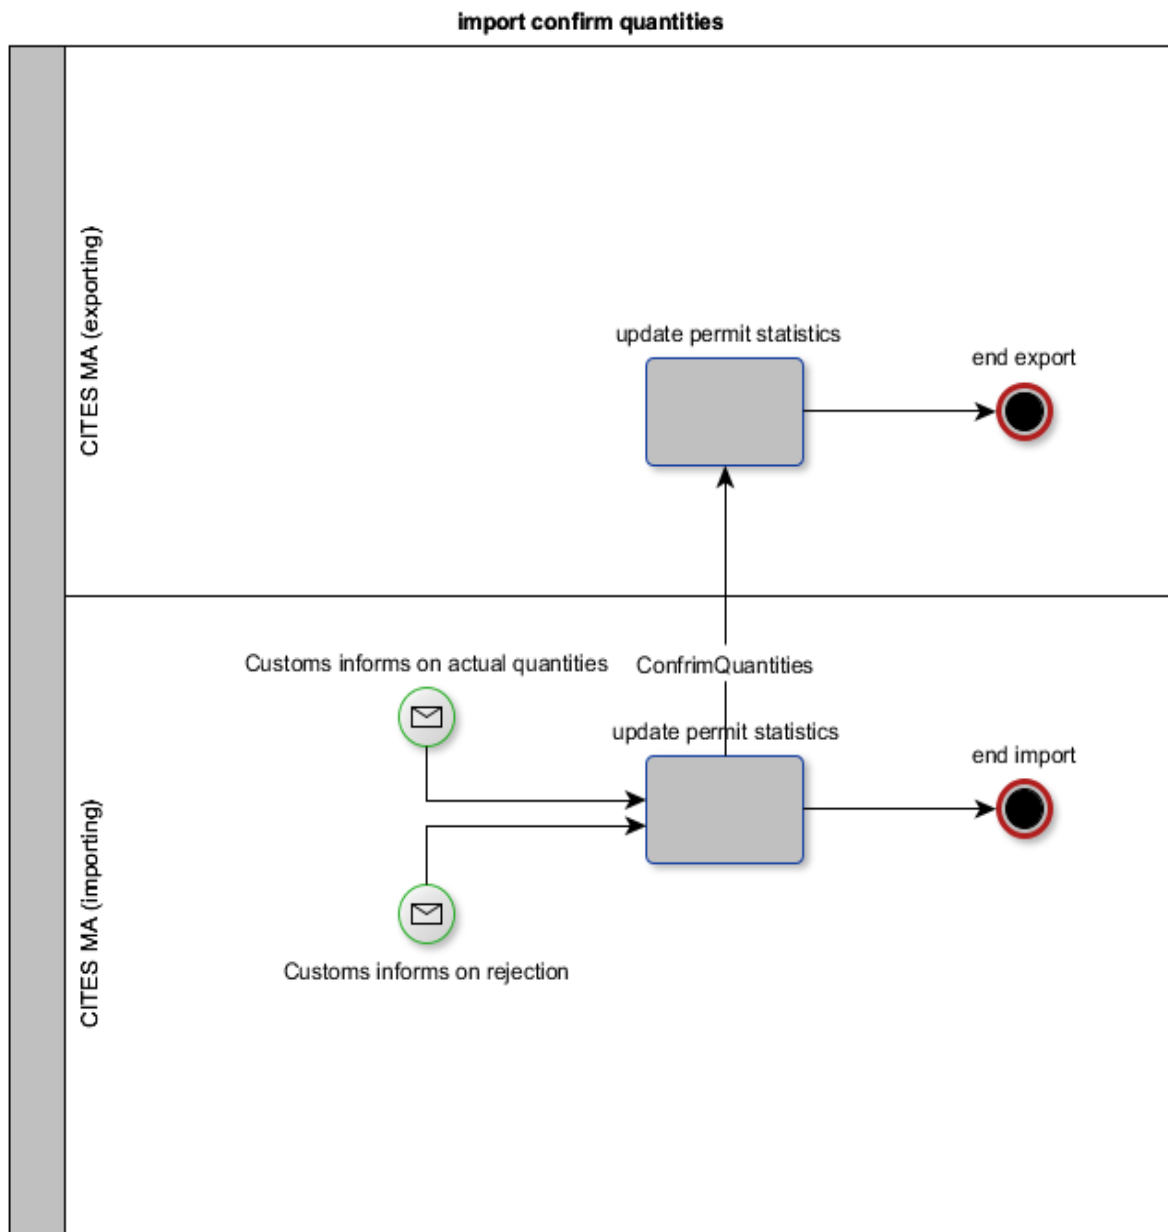 import confirm quantities
CITES MA (exporting)
update permit statistics
end export
CITES MA (importing)
Customs informs on actual quantities
ConfrimQuantities
update permit statistics
end import
Customs informs on rejection